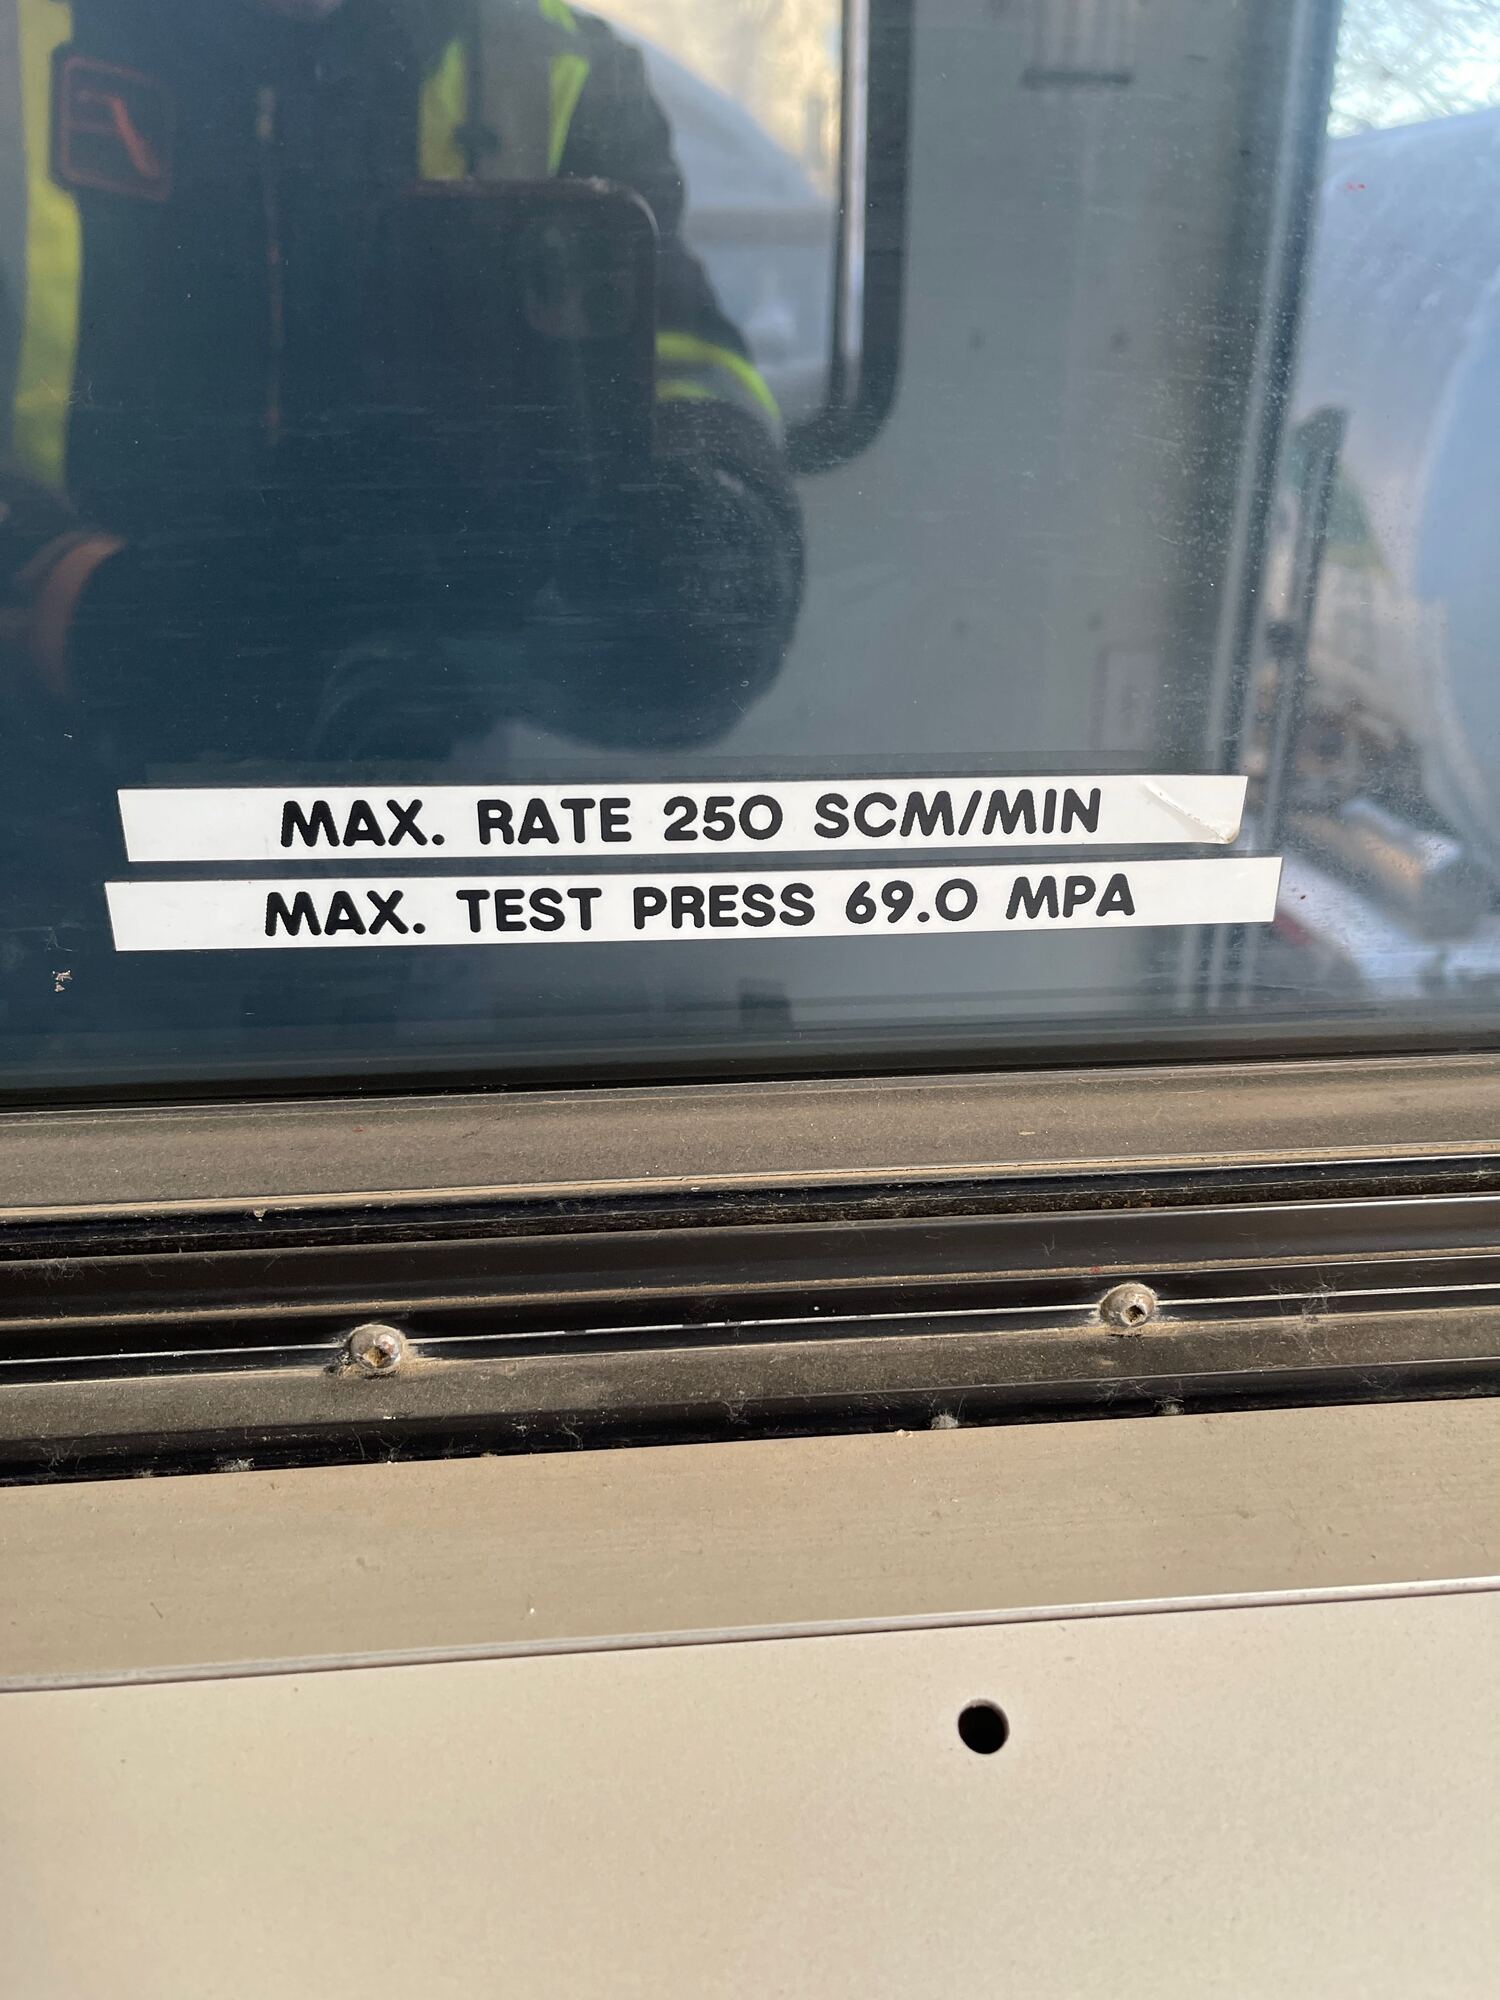 MAX. RATE 250 SCM/MIN
MAX. TEST PRESS 69.0 MPA